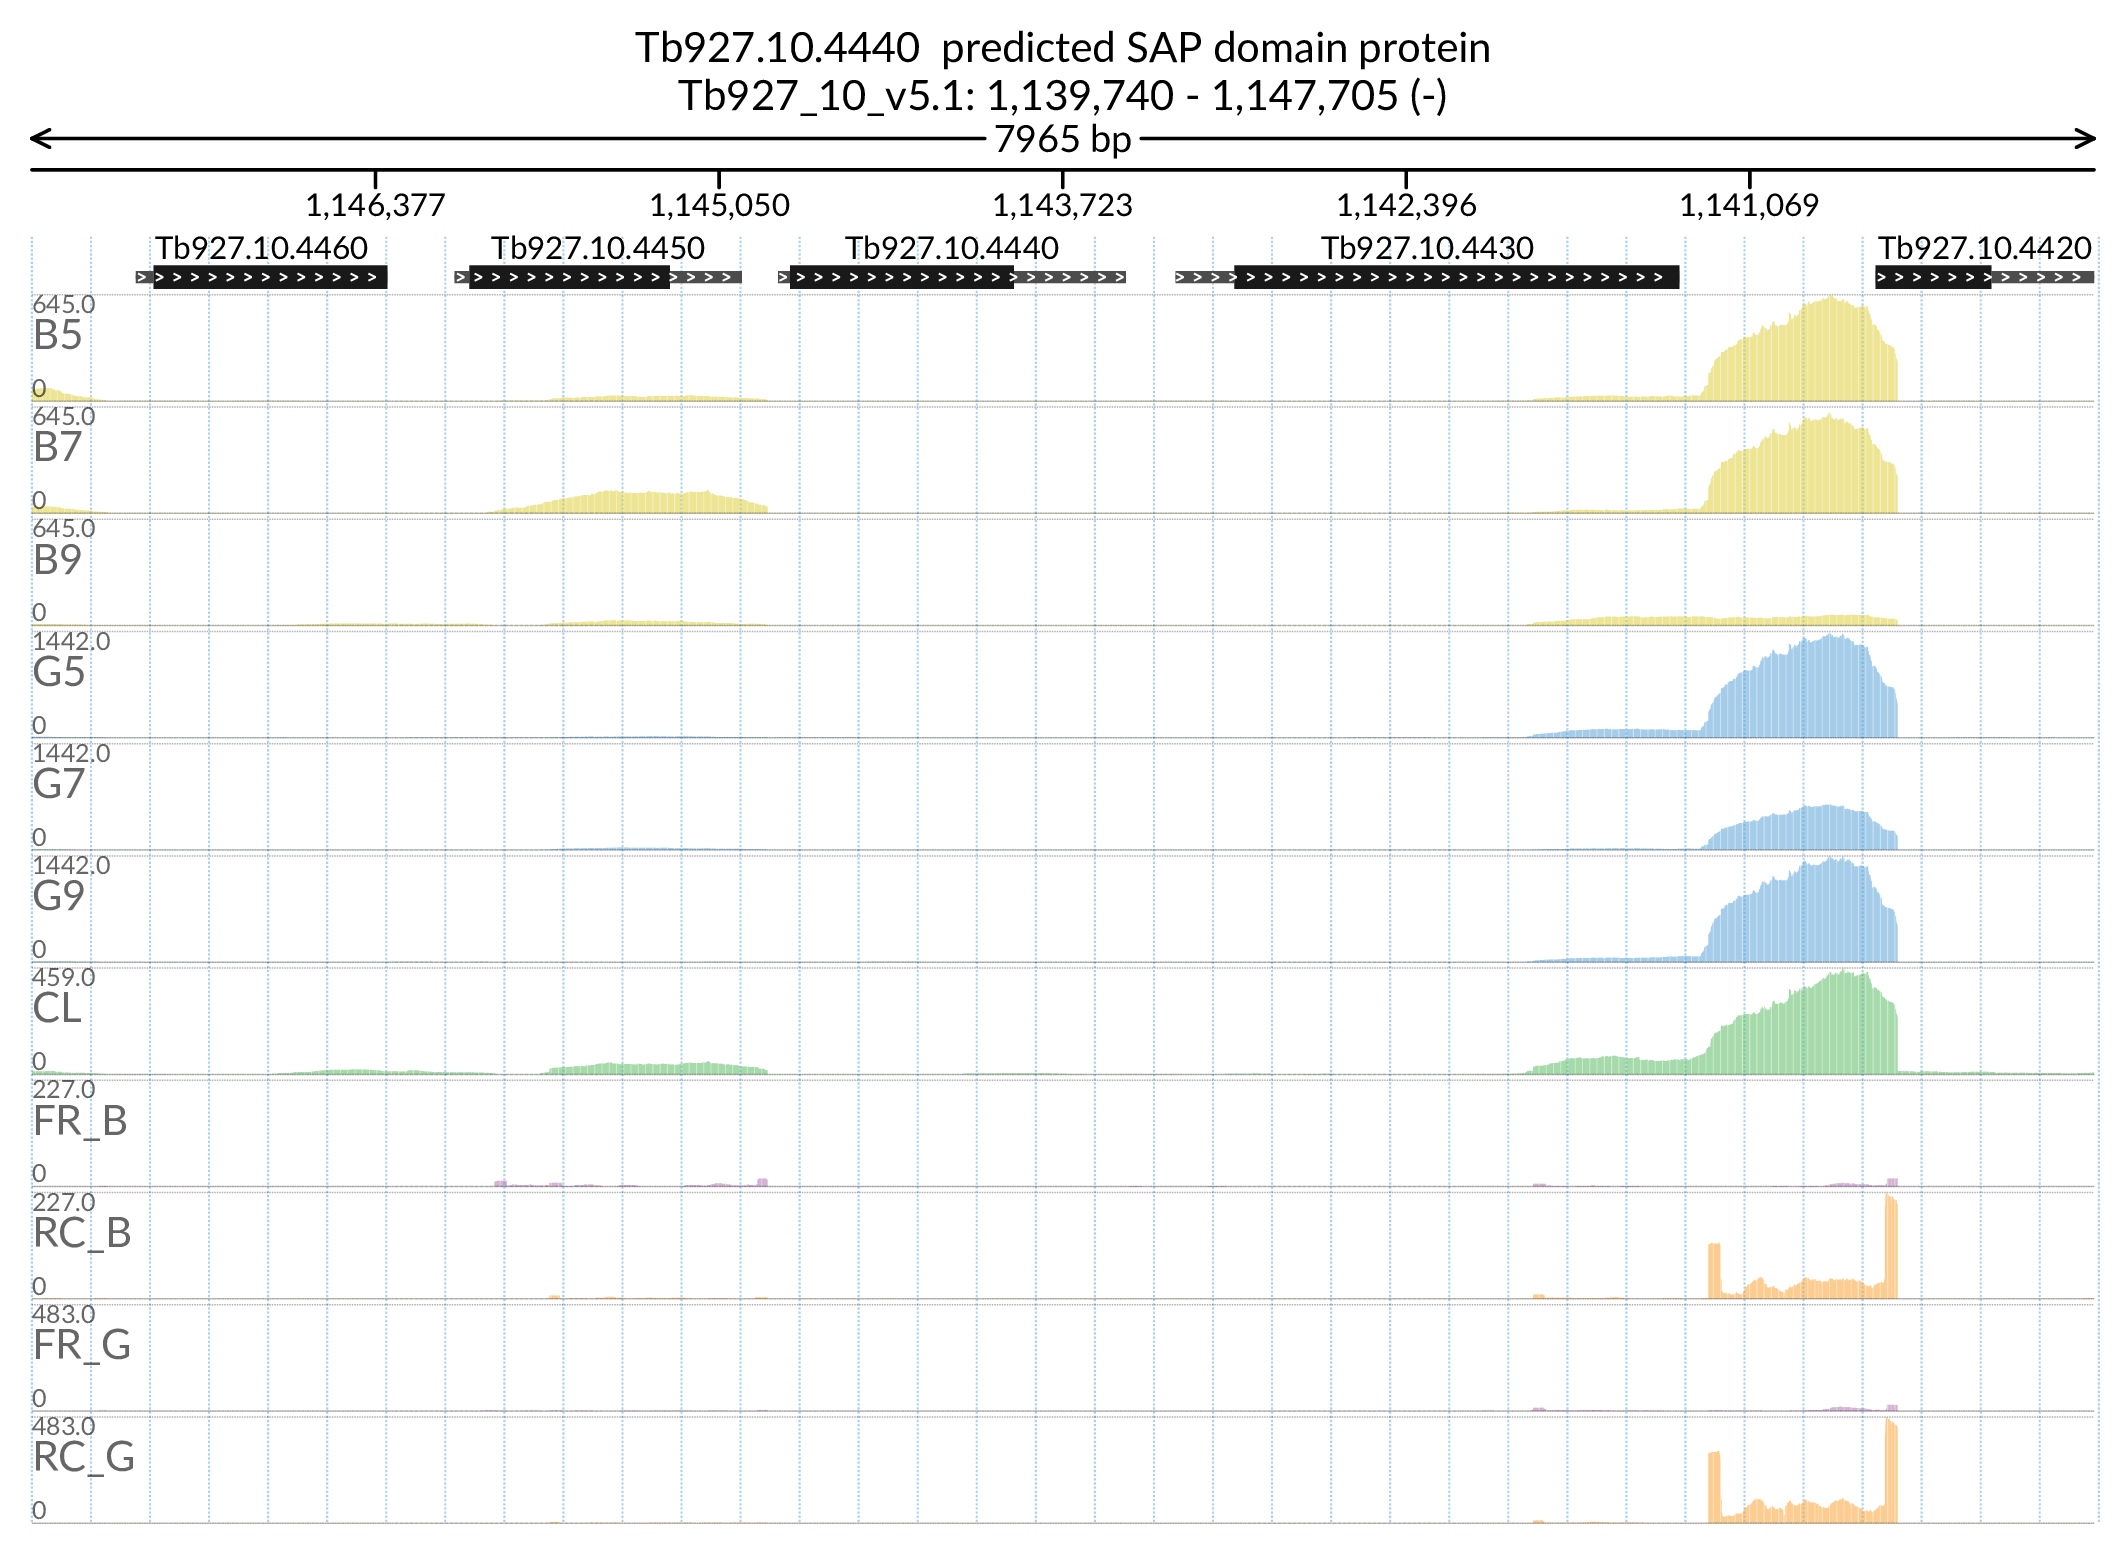 Tb927.10.4440  predicted SAP domain protein
Tb927_10_v5.1: 1,139,740 - 1,147,705 (-)
7965 bp
1,146,377 1,145,050 1,143,723 1,142,396 1,141,069
Tb927.10.4460 Tb927.10.4450 Tb927.10.4440 Tb927.10.4430 Tb927.10.4420
645.0
B5
0
645.0
B7
0
645.0
B9
0
1442.0
G5
0
1442.0
G7
0
1442.0
G9
0
459.0
CL
0
227.0
FR_B
0
227.0
RC_B
0
483.0
FR_G
0
483.0
RC_G
0